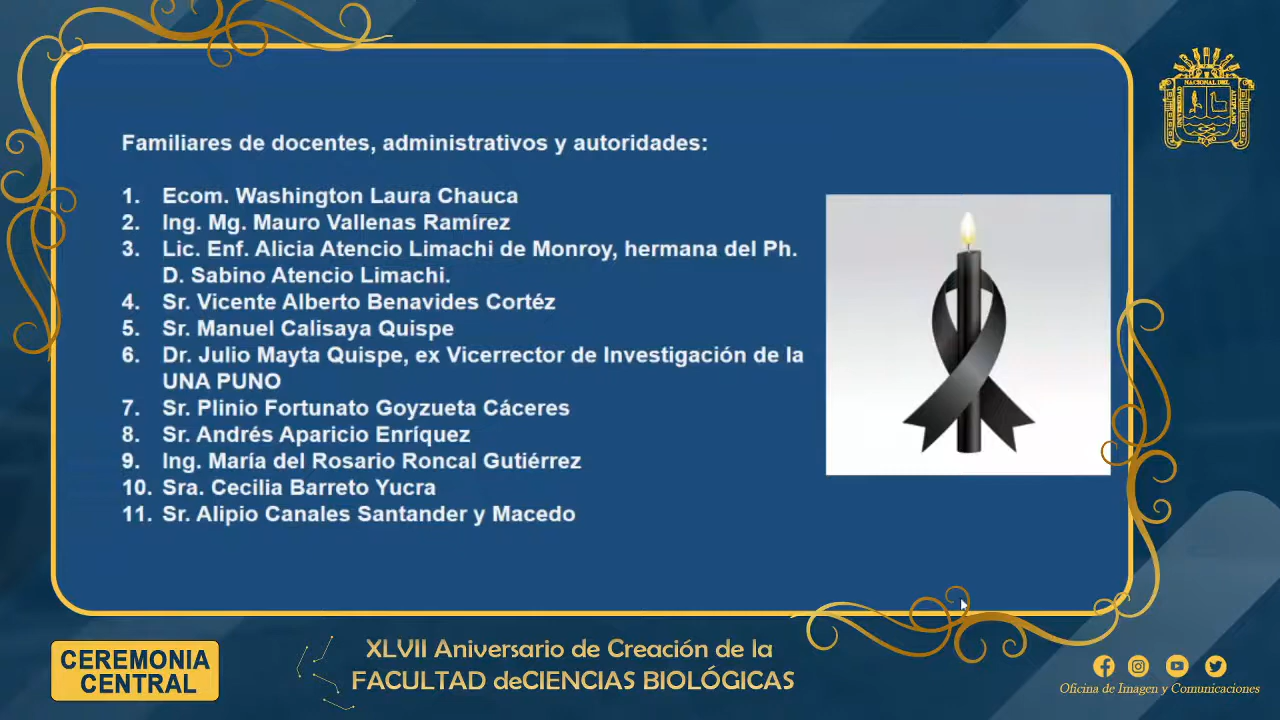 Familiares de docentes, administrativos y autoridades:
1. Ecom. Washington Laura Chauca
2. Ing. Mg. Mauro Vallenas Ramírez
3. Lic. Enf. Alicia Atencio Limachi de Monroy, hermana del Ph.
D. Sabino Atencio Limachi.
4. Sr. Vicente Alberto Benavides Cortéz
5. Sr. Manuel Calisaya Quispe
6. Dr. Julio Mayta Quispe, ex Vicerrector de Investigación de la
UNA PUNO
7. Sr. Plinio Fortunato Goyzueta Cáceres
8. Sr. Andrés Aparicio Enríquez
9. Ing. María del Rosario Roncal Gutiérrez
10. Sra. Cecilia Barreto Yucra
11. Sr. Alipio Canales Santander y Macedo
NACIONAL DEL
UNIVERSIDAD
ALTIPLANO
CEREMONIA
CENTRAL
XLVII Aniversario de Creación de la
FACULTAD deCIENCIAS BIOLÓGICAS
Oficina de Imagen y Comunicaciones